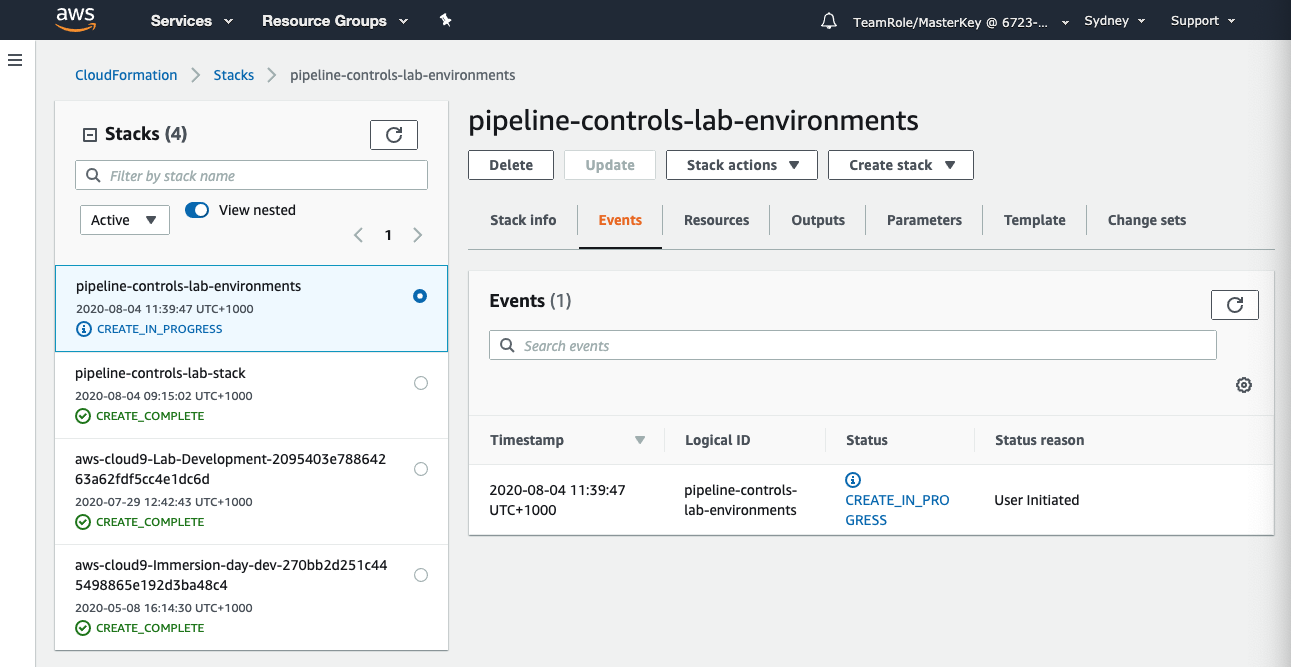 aws
Services
Resource Groups
TeamRole/MasterKey @ 6723-...
Sydney
Support
CloudFormation
Stacks
pipeline-controls-lab-environments
Stacks (4)
Filter by stack name
Active
View nested
1
pipeline-controls-lab-environments
2020-08-04 11:39:47 UTC+1000
CREATE_IN_PROGRESS
pipeline-controls-lab-stack
2020-08-04 09:15:02 UTC+1000
CREATE_COMPLETE
aws-cloud9-Lab-Development-2095403e788642
63a62fdf5cc4e1dc6d
2020-07-29 12:42:43 UTC+1000
CREATE_COMPLETE
aws-cloud9-Immersion-day-dev-270bb2d251c44
5498865e192d3ba48c4
2020-05-08 16:14:30 UTC+1000
CREATE_COMPLETE
pipeline-controls-lab-environments
Delete
Update
Stack actions
Create stack
Stack info
Events
Resources
Outputs
Parameters
Template
Change sets
Events (1)
Search events
Timestamp
Logical ID
Status
Status reason
2020-08-04 11:39:47
UTC+1000
pipeline-controls-
lab-environments
CREATE_IN_PRO
GRESS
User Initiated